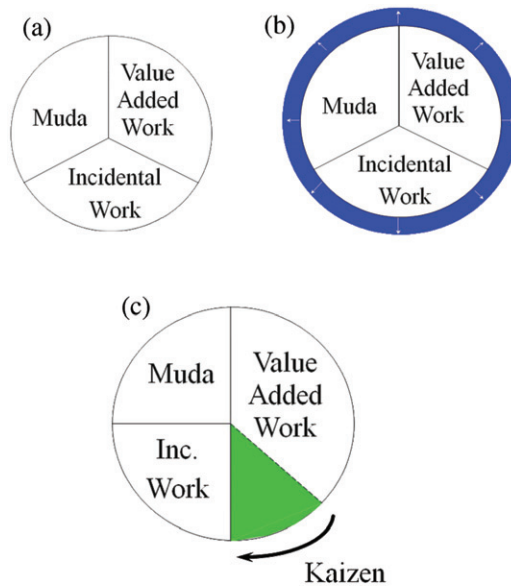 (a)
Muda
Value
Added
Work
Incidental
Work
(b)
Muda
Value
Added
Work
Incidental
Work
(c)
Muda
Value
Added
Work
Inc.
Work
Kaizen